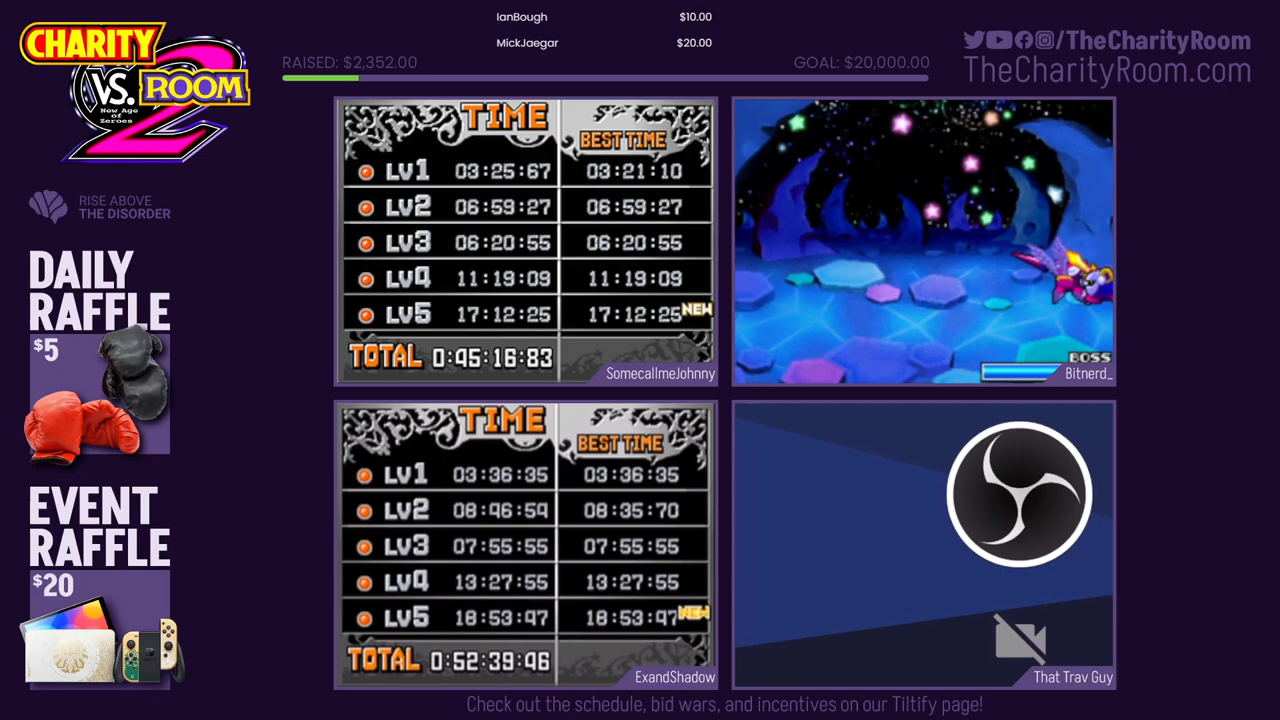 CHARITY
VS. ROOM
New Age
of
Zeroes
2
IanBough $10.00
MickJaegar $20.00
RAISED: $2,352.00 GOAL: $20,000.00
/TheCharityRoom
TheCharityRoom.com
RISE ABOVE
THE DISORDER
DAILY
RAFFLE
$5
EVENT
RAFFLE
$20
TIME BEST TIME
LV1 03:25:67 03:21:10
LV2 06:59:27 06:59:27
LV3 06:20:55 06:20:55
LV4 11:19:09 11:19:09
LV5 17:12:25 17:12:25 NEW
TOTAL 0:45:16:83
SomecallmeJohnny
BOSS
Bitnerd_
TIME BEST TIME
LV1 03:36:35 03:36:35
LV2 08:46:54 08:35:70
LV3 07:55:55 07:55:55
LV4 13:27:55 13:27:55
LV5 18:53:47 18:53:47 NEW
TOTAL 0:52:39:46
ExandShadow
That Trav Guy
Check out the schedule, bid wars, and incentives on our Tiltify page!